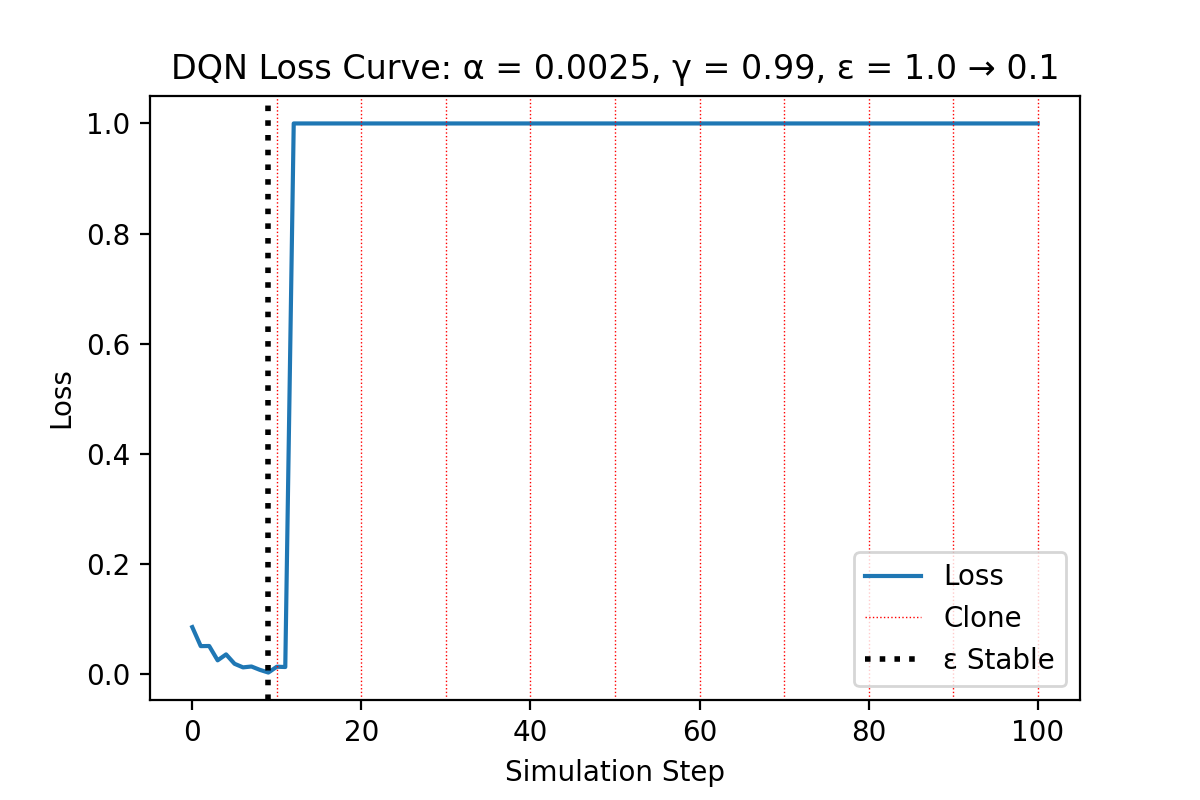 DQN Loss Curve: α = 0.0025, γ = 0.99, ε = 1.0 → 0.1
1.0
0.8
0.6
0.4
0.2
0.0
Loss
Loss
Clone
ε Stable
0 20 40 60 80 100
Simulation Step